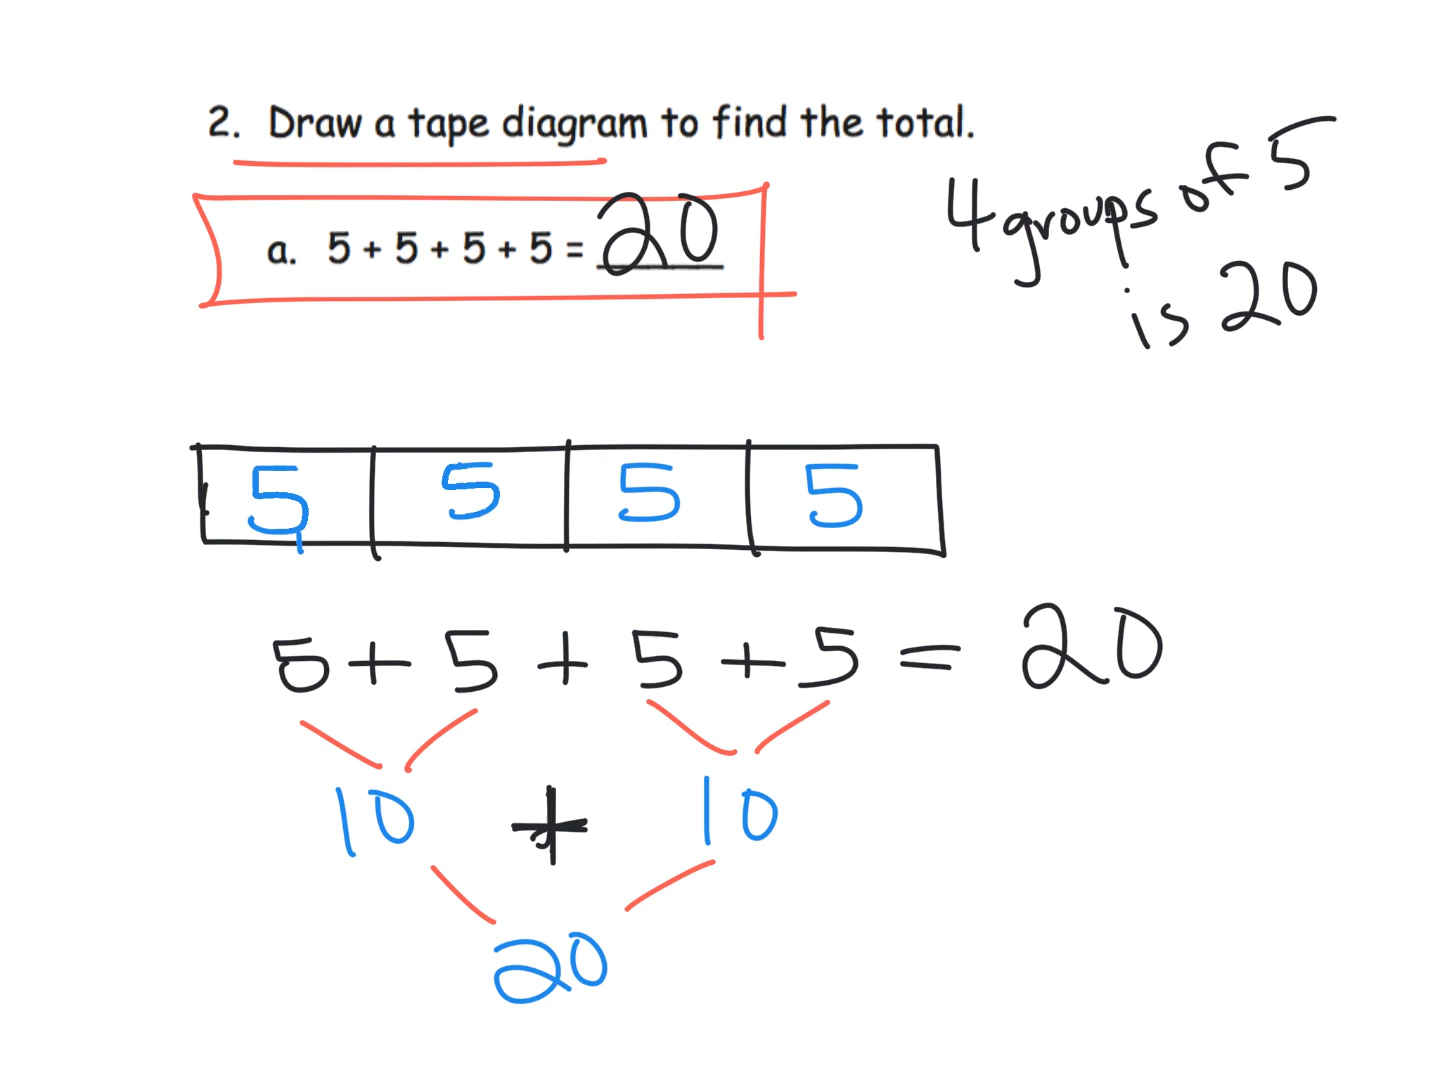 2. Draw a tape diagram to find the total.
a. 5 + 5 + 5 + 5 = 20
4 groups of 5
is 20
5 5 5 5
5 + 5 + 5 + 5 = 20
10 + 10
20